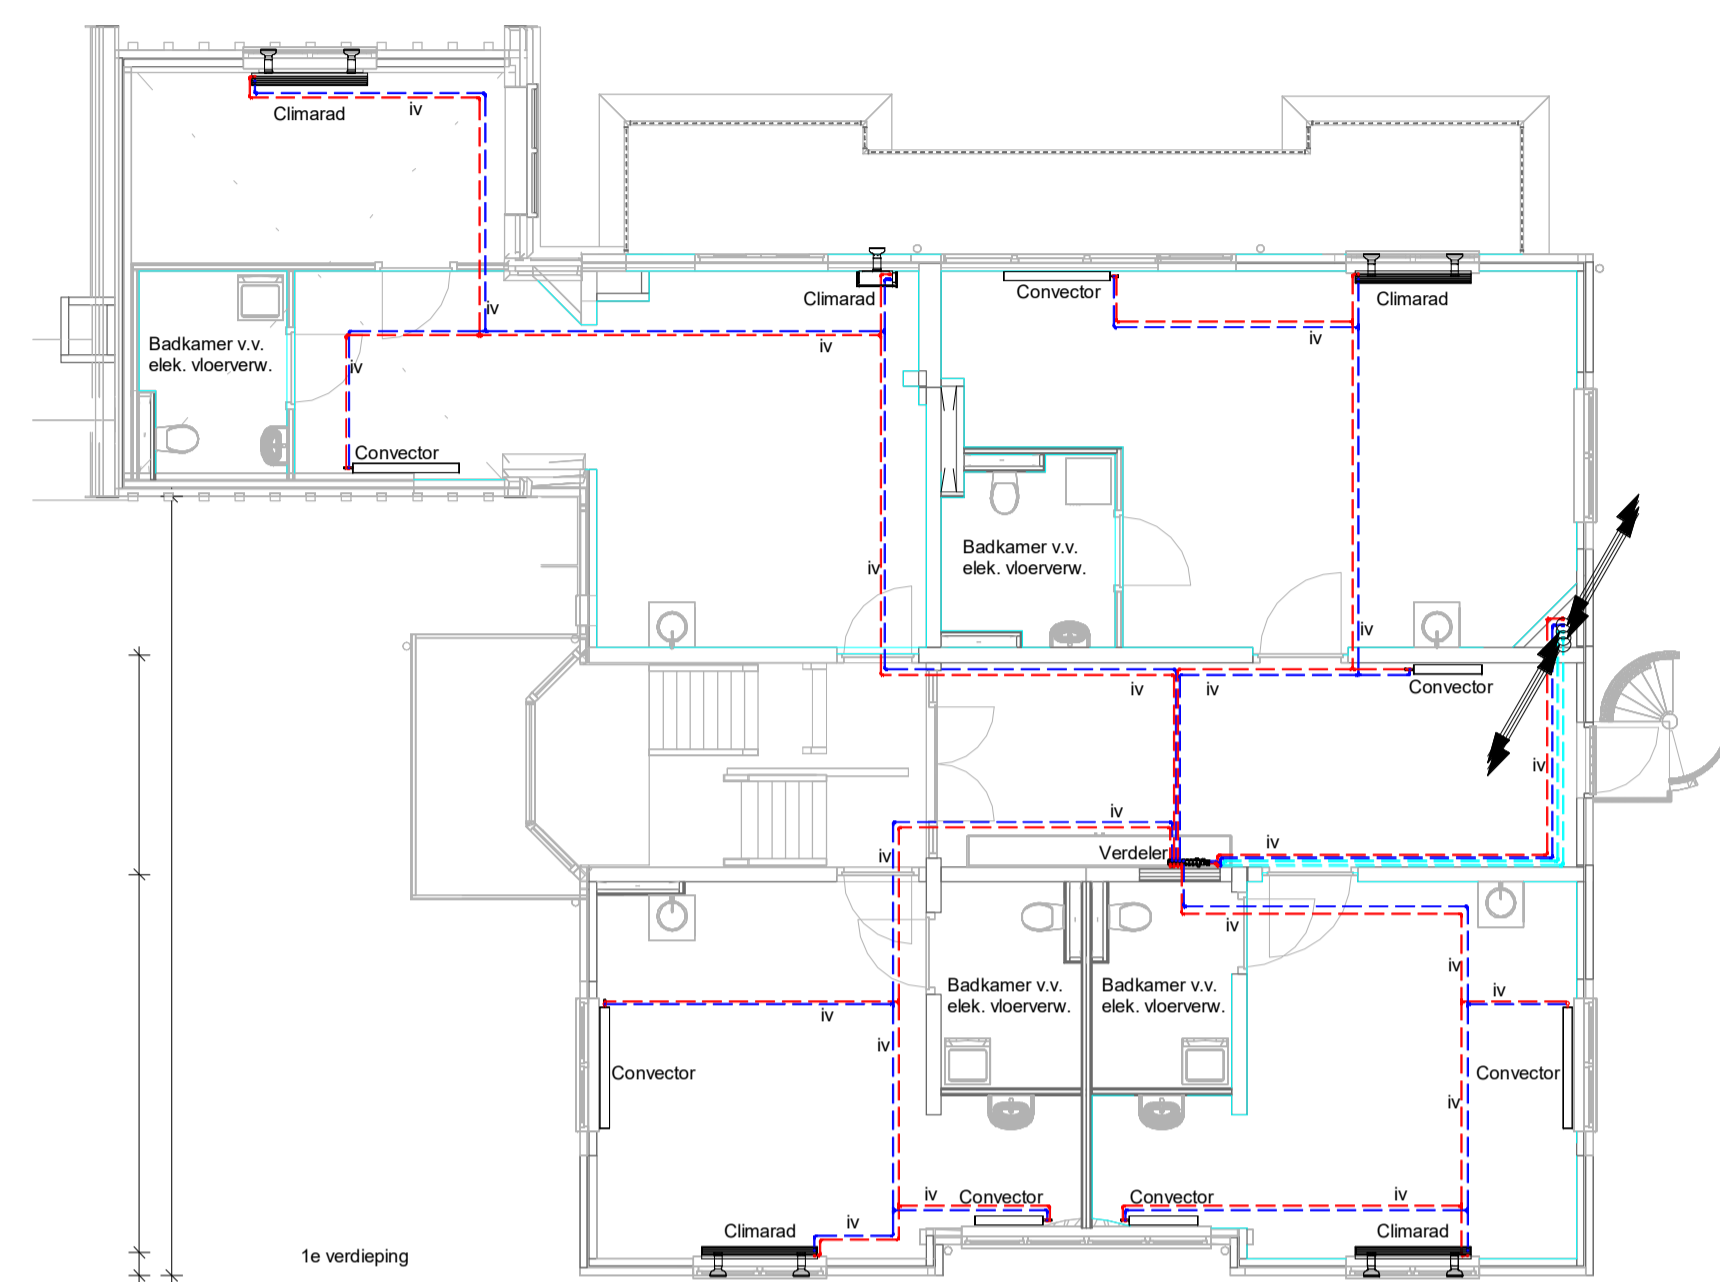 Climarad
iv
iv
Climarad
Convector
Climarad
iv
iv
Badkamer v.v.
elek. vloerverw.
iv
Convector
Badkamer v.v.
elek. vloerverw.
iv
iv
iv
iv
Convector
iv
iv
iv
Verdeler
iv
iv
iv
Badkamer v.v.
elek. vloerverw.
Badkamer v.v.
elek. vloerverw.
iv
iv
iv
iv
Convector
Convector
iv
iv
Convector
Convector
iv
iv
Climarad
Climarad
1e verdieping